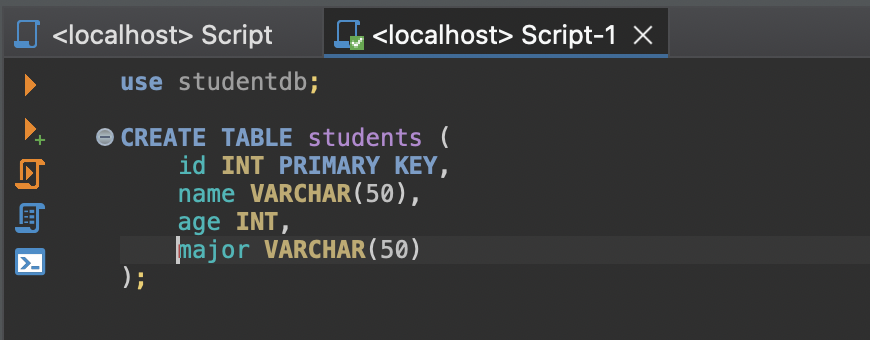 <localhost> Script
<localhost> Script-1
use studentdb;
CREATE TABLE students (
id INT PRIMARY KEY,
name VARCHAR(50),
age INT,
major VARCHAR(50)
);